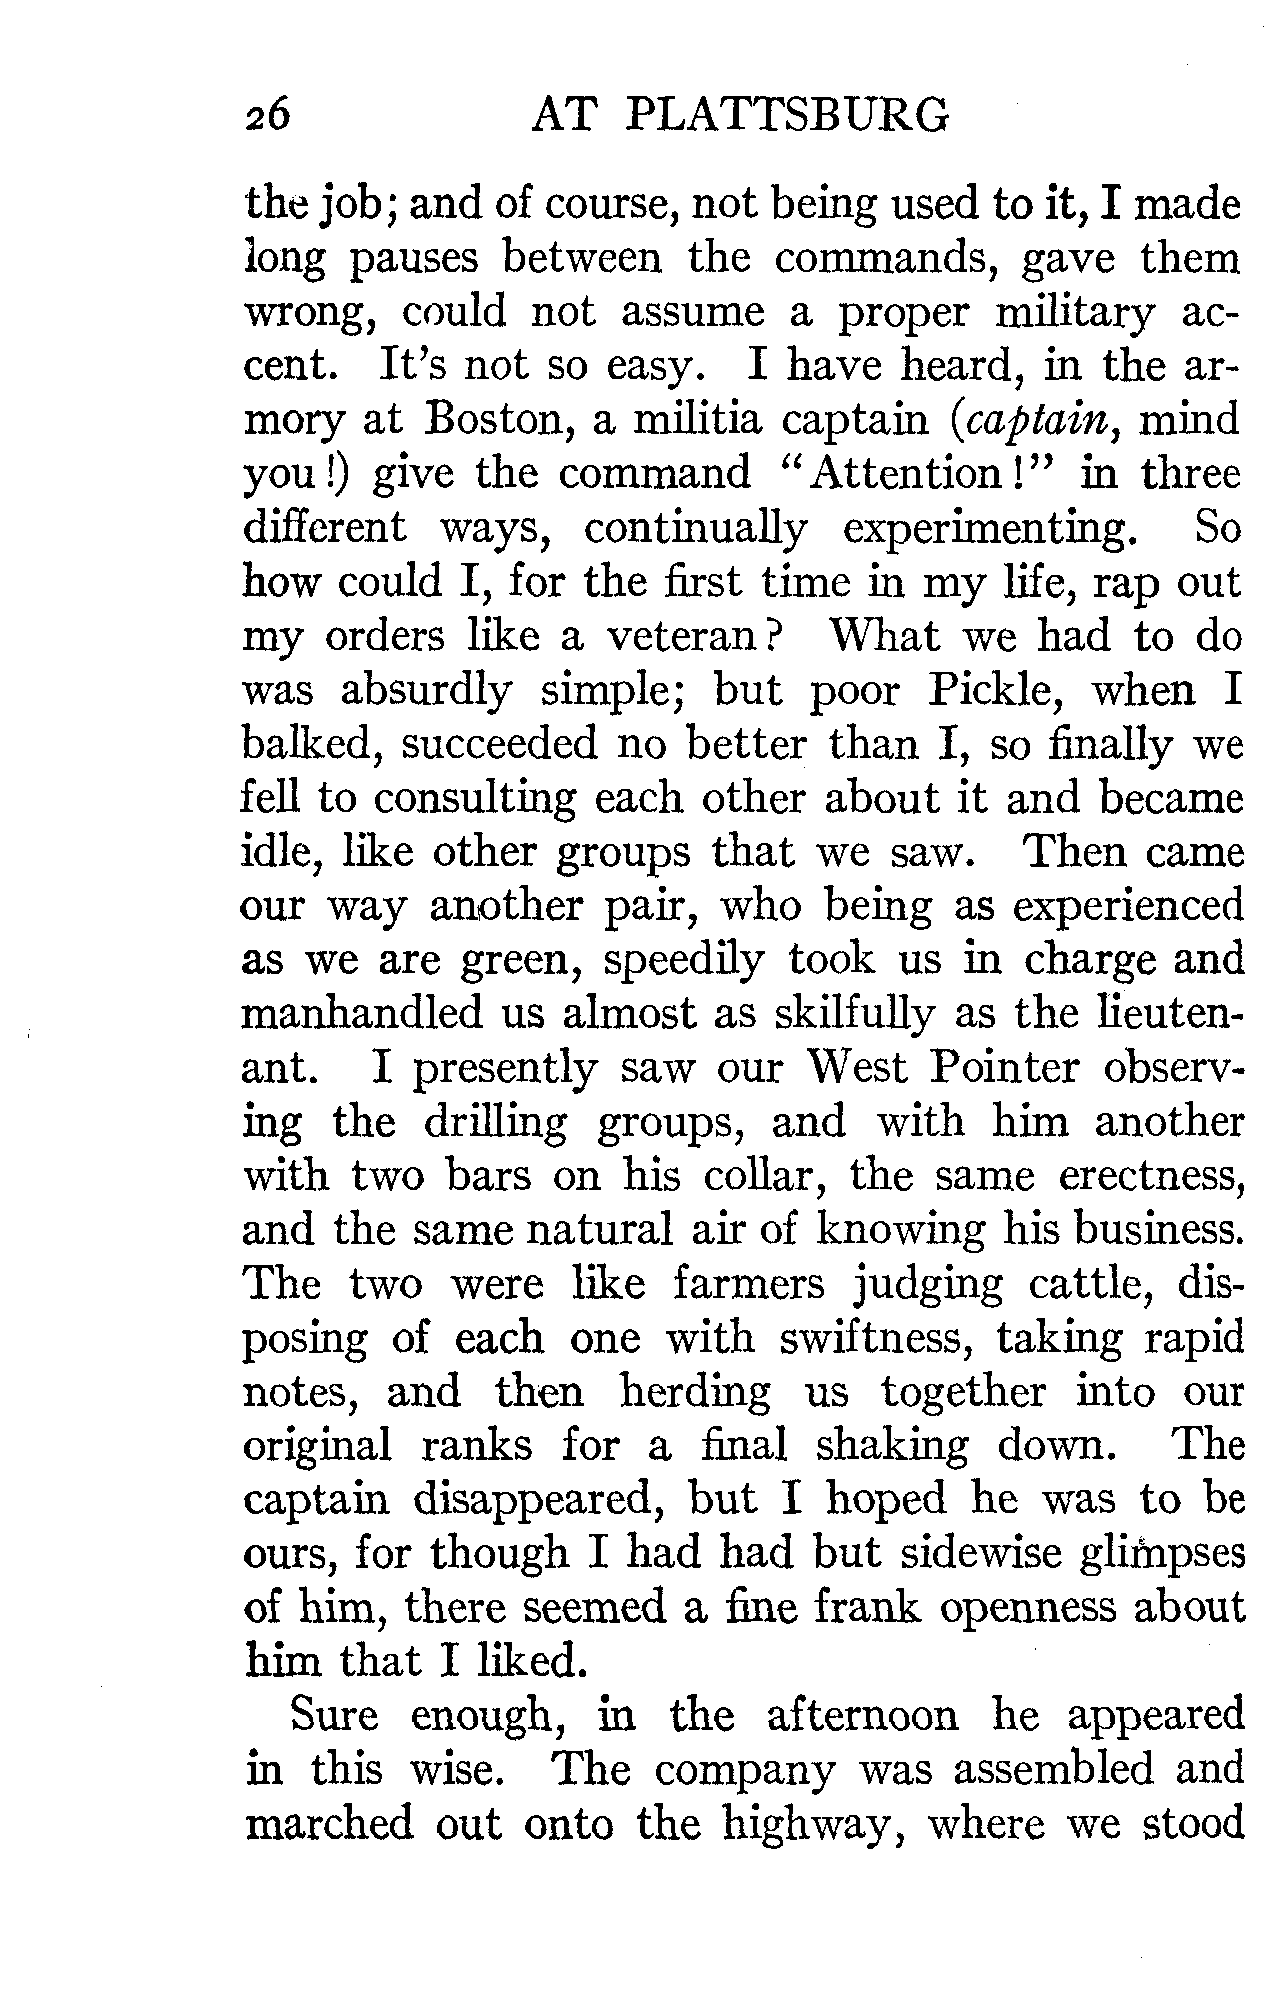 26 AT PLATTSBURG
the job; and of course, not being used to it, I made
long pauses between the commands, gave them
wrong, could not assume a proper military ac-
cent. It's not so easy. I have heard, in the ar-
mory at Boston, a militia captain (captain, mind
you!) give the command "Attention!" in three
different ways, continually experimenting. So
how could I, for the first time in my life, rap out
my orders like a veteran? What we had to do
was absurdly simple; but poor Pickle, when I
balked, succeeded no better than I, so finally we
fell to consulting each other about it and became
idle, like other groups that we saw. Then came
our way another pair, who being as experienced
as we are green, speedily took us in charge and
manhandled us almost as skilfully as the lieuten-
ant. I presently saw our West Pointer observ-
ing the drilling groups, and with him another
with two bars on his collar, the same erectness,
and the same natural air of knowing his business.
The two were like farmers judging cattle, dis-
posing of each one with swiftness, taking rapid
notes, and then herding us together into our
original ranks for a final shaking down. The
captain disappeared, but I hoped he was to be
ours, for though I had had but sidewise glimpses
of him, there seemed a fine frank openness about
him that I liked.
Sure enough, in the afternoon he appeared
in this wise. The company was assembled and
marched out onto the highway, where we stood